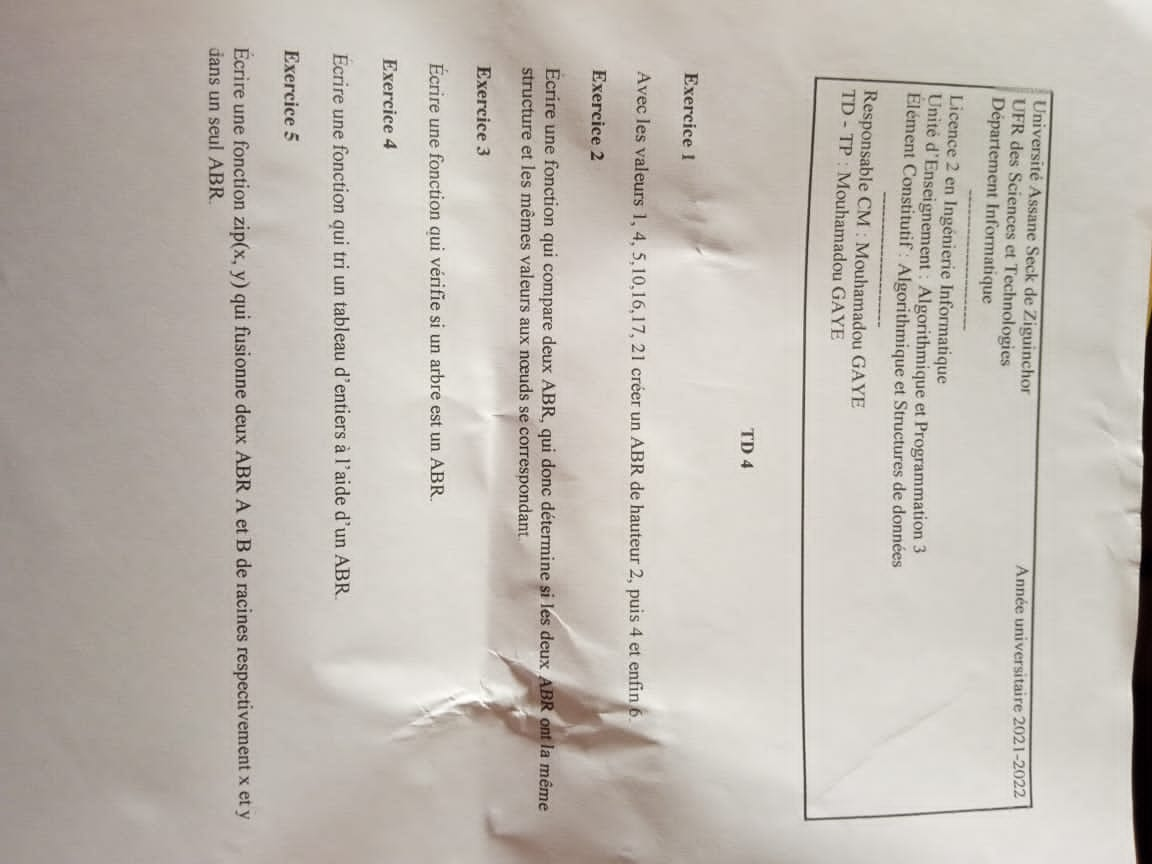 Université Assane Seck de Ziguinchor Année universitaire 2021-2022
UFR des Sciences et Technologies
Département Informatique
--------------------
Licence 2 en Ingénierie Informatique
Unité d'Enseignement : Algorithmique et Programmation 3
Élément Constitutif : Algorithmique et Structures de données
--------------------
Responsable CM : Mouhamadou GAYE
TD - TP : Mouhamadou GAYE
TD 4
Exercice 1
Avec les valeurs 1, 4, 5,10,16,17, 21 créer un ABR de hauteur 2, puis 4 et enfin 6.
Exercice 2
Écrire une fonction qui compare deux ABR, qui donc détermine si les deux ABR ont la même
structure et les mêmes valeurs aux nœuds se correspondant.
Exercice 3
Écrire une fonction qui vérifie si un arbre est un ABR.
Exercice 4
Écrire une fonction qui tri un tableau d'entiers à l'aide d'un ABR.
Exercice 5
Écrire une fonction zip(x, y) qui fusionne deux ABR A et B de racines respectivement x et y
dans un seul ABR.